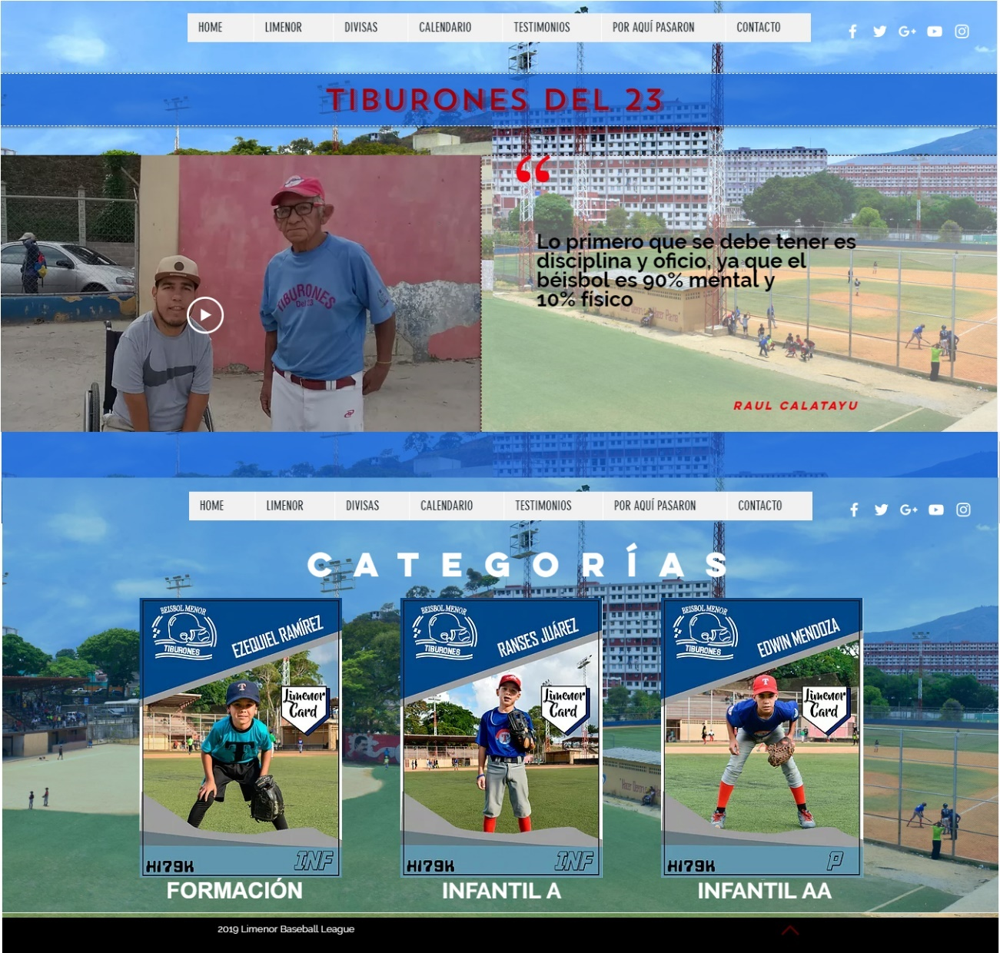 HOME LIMENOR DIVISAS CALENDARIO TESTIMONIOS POR AQUÍ PASARON CONTACTO
TIBURONES DEL 23
“
Lo primero que se debe tener es
disciplina y oficio, ya que el
béisbol es 90% mental y
10% físico
RAUL CALATAYU
TIBURONES
Del 23
HOME LIMENOR DIVISAS CALENDARIO TESTIMONIOS POR AQUÍ PASARON CONTACTO
CATEGORÍAS
BEISBOL MENOR
TIBURONES
EZEQUIEL RAMÍREZ
Limenor
Card
T
T
HI79K INF
FORMACIÓN
BEISBOL MENOR
TIBURONES
RANSES JUÁREZ
Limenor
Card
HI79K INF
INFANTIL A
BEISBOL MENOR
TIBURONES
EDWIN MENDOZA
Limenor
Card
T
HI79K P
INFANTIL AA
2019 Limenor Baseball League